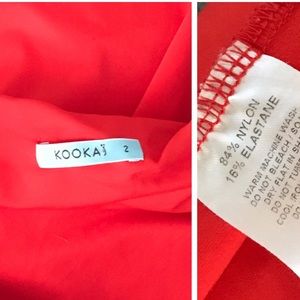 KOOKAÏ 2
84% NYLON
16% ELASTANE
WARM MACHINE WASH
DO NOT BLEACH
DRY FLAT IN
DO NOT
COOL